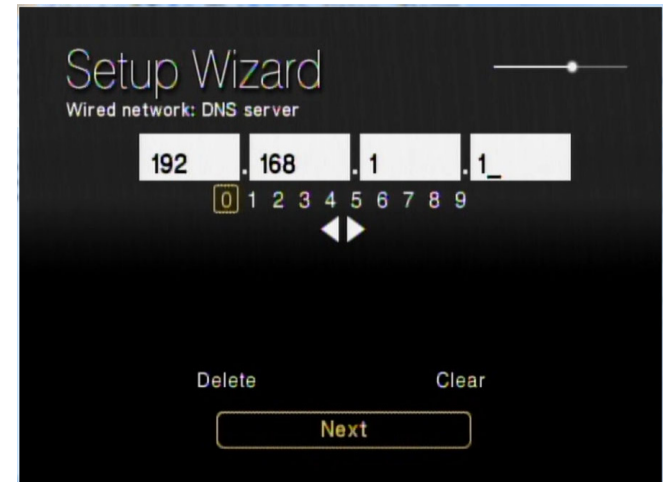 Setup Wizard
Wired network: DNS server
192 . 168 . 1 . 1_
0 1 2 3 4 5 6 7 8 9
Delete Clear
Next